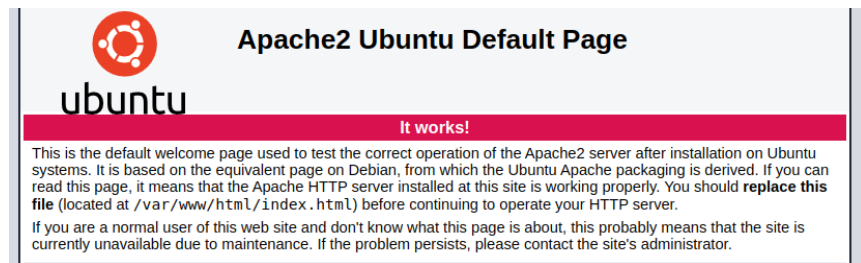 Apache2 Ubuntu Default Page
ubuntu
It works!
This is the default welcome page used to test the correct operation of the Apache2 server after installation on Ubuntu
systems. It is based on the equivalent page on Debian, from which the Ubuntu Apache packaging is derived. If you can
read this page, it means that the Apache HTTP server installed at this site is working properly. You should replace this
file (located at /var/www/html/index.html) before continuing to operate your HTTP server.
If you are a normal user of this web site and don't know what this page is about, this probably means that the site is
currently unavailable due to maintenance. If the problem persists, please contact the site's administrator.